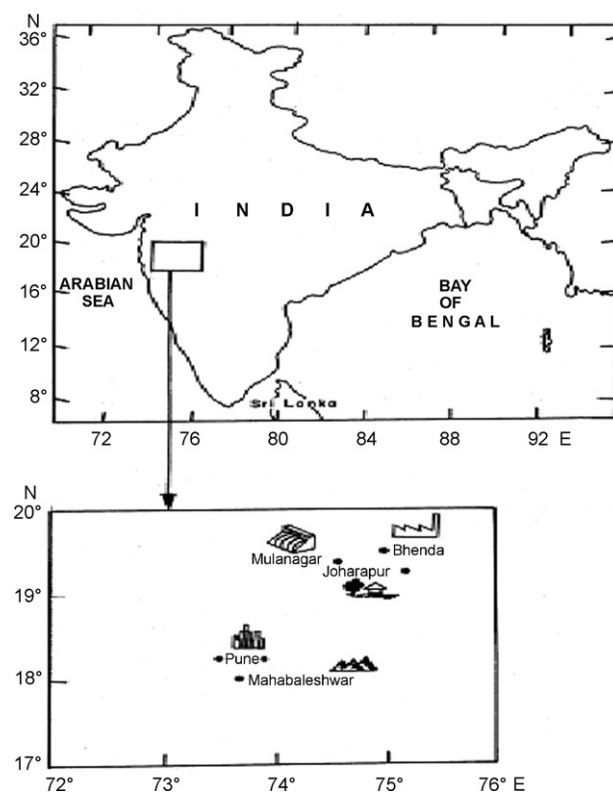 N
36°
32°
28°
24°
20°
16°
12°
8°
I N D I A
ARABIAN
SEA
BAY
OF
BENGAL
Sri Lanka
72 76 80 84 88 92 E
N
20°
19°
18°
17°
Mulanagar
Bhenda
Joharapur
Pune
Mahabaleshwar
72° 73° 74° 75° 76° E